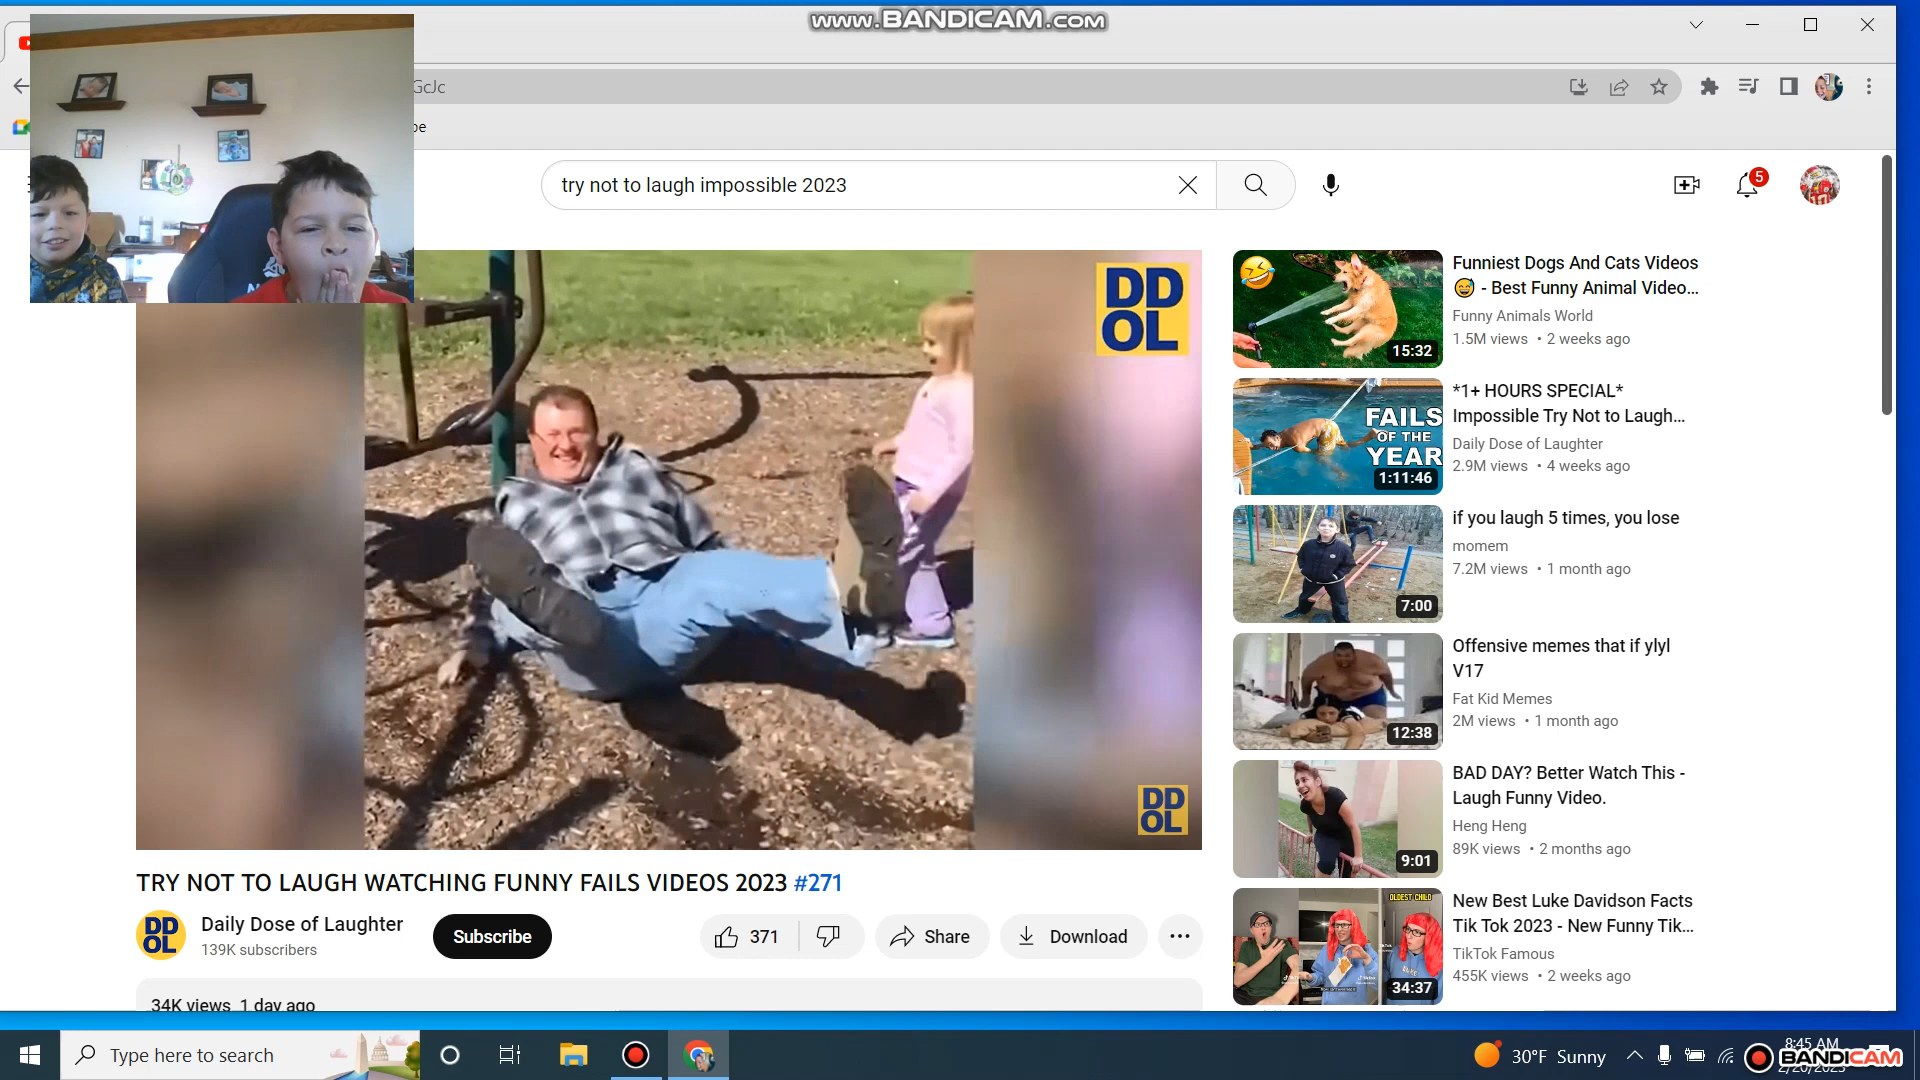 www.BANDICAM.com
GcJc
be
try not to laugh impossible 2023
5
DD
OL
DD
OL
TRY NOT TO LAUGH WATCHING FUNNY FAILS VIDEOS 2023 #271
DD
OL
Daily Dose of Laughter
139K subscribers
Subscribe
371
Share
Download
34K views 1 day ago
15:32
Funniest Dogs And Cats Videos
😅 - Best Funny Animal Video...
Funny Animals World
1.5M views • 2 weeks ago
FAILS
OF THE
YEAR
1:11:46
*1+ HOURS SPECIAL*
Impossible Try Not to Laugh...
Daily Dose of Laughter
2.9M views • 4 weeks ago
7:00
if you laugh 5 times, you lose
momem
7.2M views • 1 month ago
12:38
Offensive memes that if ylyl
V17
Fat Kid Memes
2M views • 1 month ago
9:01
BAD DAY? Better Watch This -
Laugh Funny Video.
Heng Heng
89K views • 2 months ago
OLDEST CHILD
34:37
New Best Luke Davidson Facts
Tik Tok 2023 - New Funny Tik...
TikTok Famous
455K views • 2 weeks ago
Type here to search
30°F Sunny
8:45 AM
BANDICAM